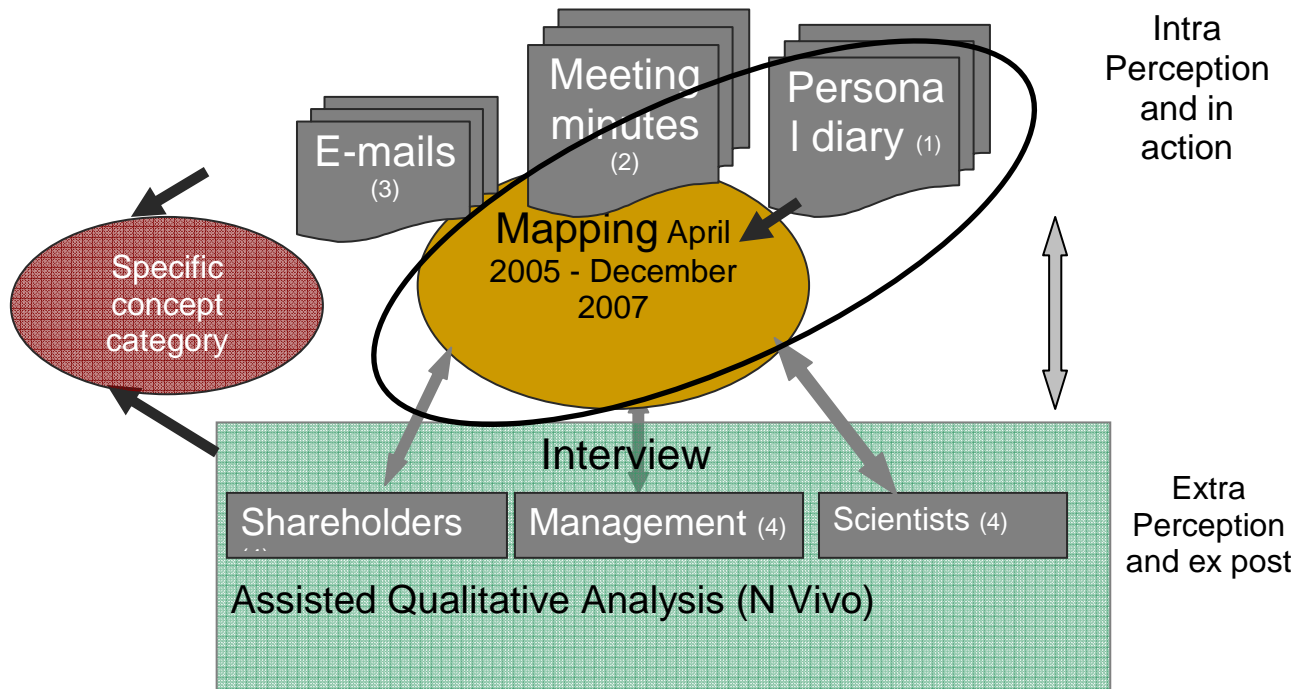 Intra
Perception
and in
action
Meeting
minutes
(2)
Persona
l diary (1)
E-mails
(3)
Mapping April
2005 - December
2007
Specific
concept
category
Interview
Shareholders
Management (4)
Scientists (4)
Extra
Perception
and ex post
Assisted Qualitative Analysis (N Vivo)